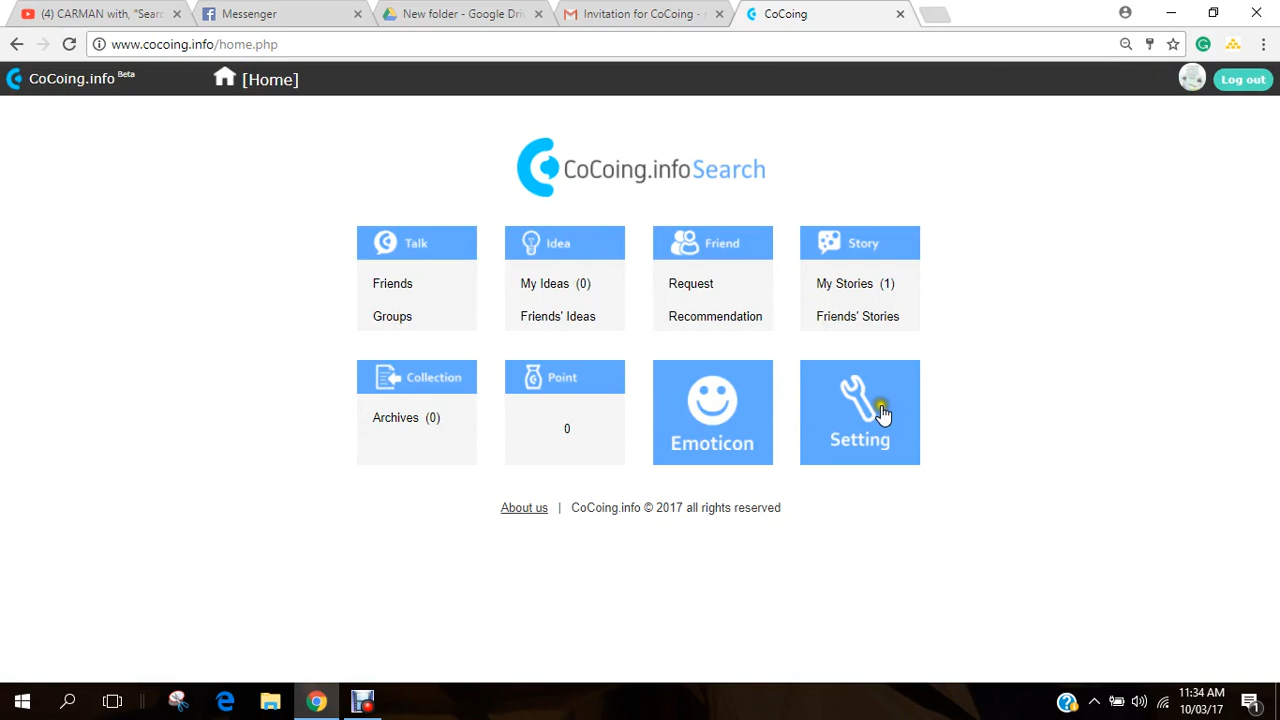 (4) CARMAN with, "Searc
Messenger
New folder - Google Driv
Invitation for CoCoing -
CoCoing
www.cocoing.info/home.php
CoCoing.info Beta
[Home]
Log out
CoCoing.infoSearch
Talk
Idea
Friend
Story
Friends
My Ideas (0)
Request
My Stories (1)
Groups
Friends' Ideas
Recommendation
Friends' Stories
Collection
Point
Archives (0)
0
Emoticon
Setting
About us | CoCoing.info © 2017 all rights reserved
11:34 AM
10/03/17
1